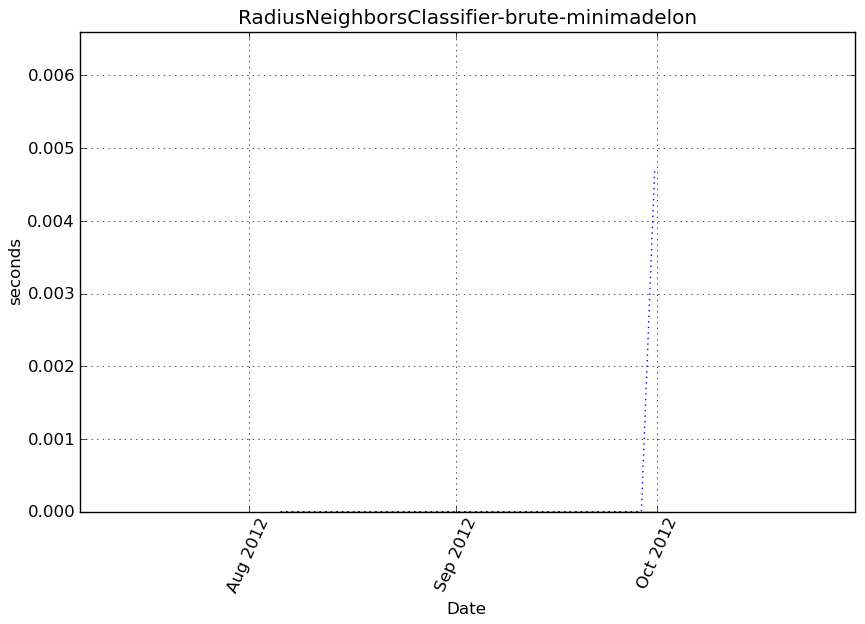 RadiusNeighborsClassifier-brute-minimadelon
0.006
0.005
0.004
0.003
0.002
0.001
0.000
seconds
Aug 2012
Sep 2012
Oct 2012
Date